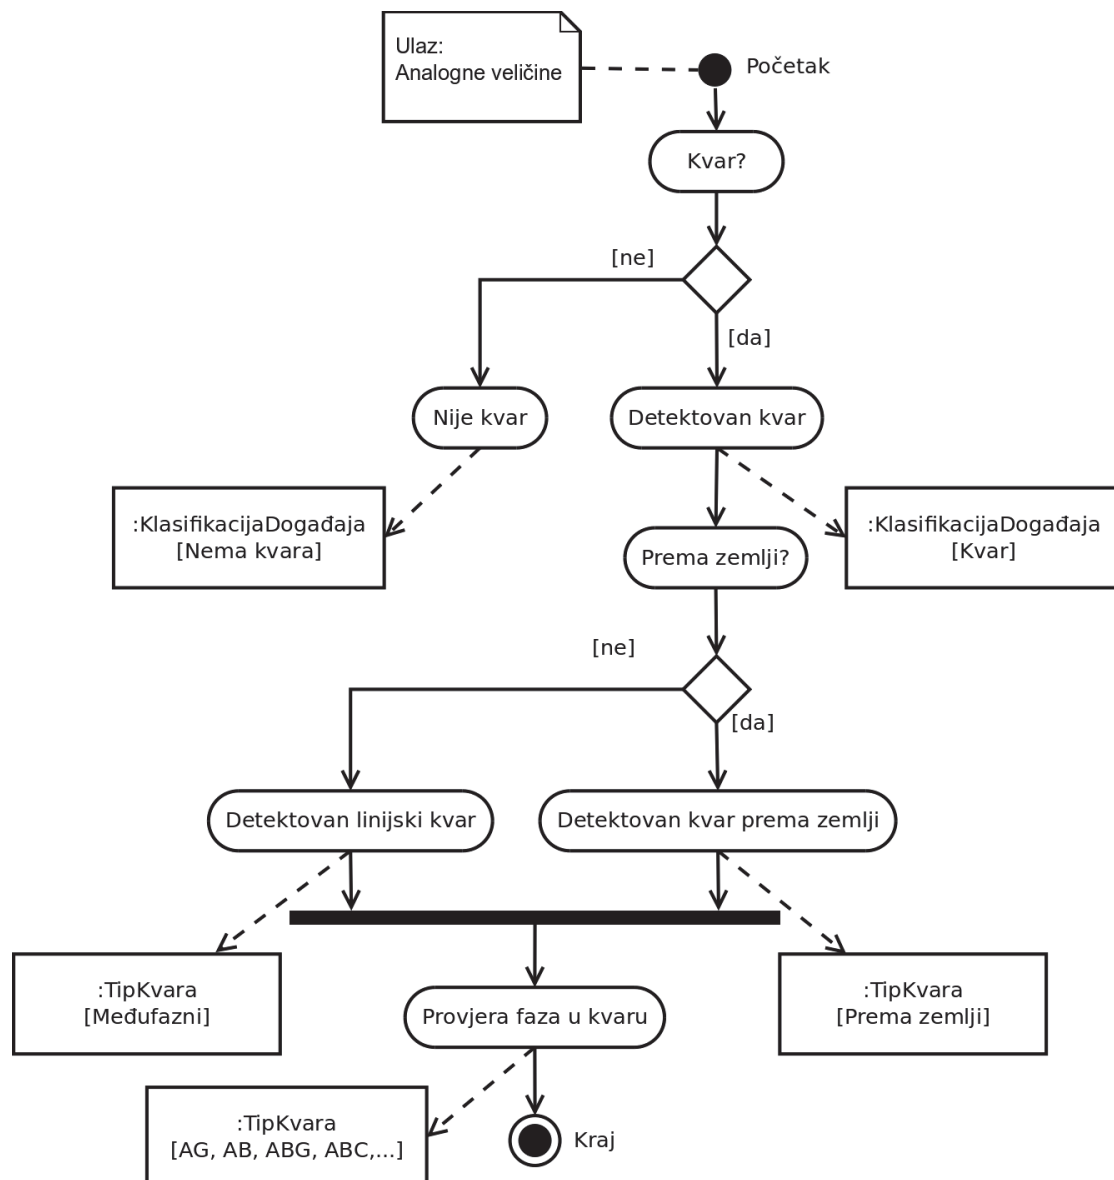 Ulaz:
Analogne veličine
Početak
Kvar?
[ne]
[da]
Nije kvar
Detektovan kvar
:KlasifikacijaDogađaja
[Nema kvara]
:KlasifikacijaDogađaja
[Kvar]
Prema zemlji?
[ne]
[da]
Detektovan linijski kvar
Detektovan kvar prema zemlji
:TipKvara
[Međufazni]
:TipKvara
[Prema zemlji]
Provjera faza u kvaru
:TipKvara
[AG, AB, ABG, ABC,...]
Kraj